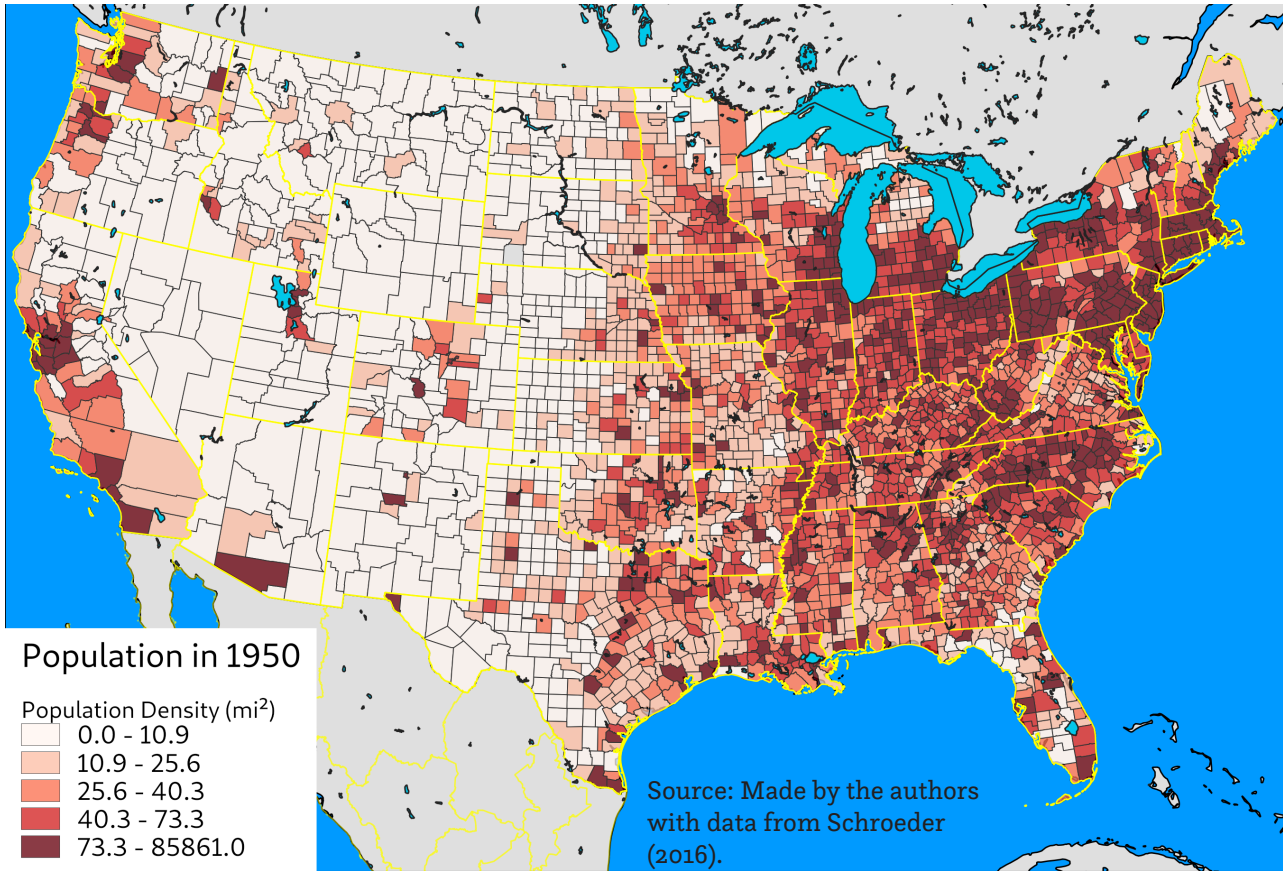 Population in 1950
Population Density (mi²)
0.0 - 10.9
10.9 - 25.6
25.6 - 40.3
40.3 - 73.3
73.3 - 85861.0
Source: Made by the authors
with data from Schroeder
(2016).